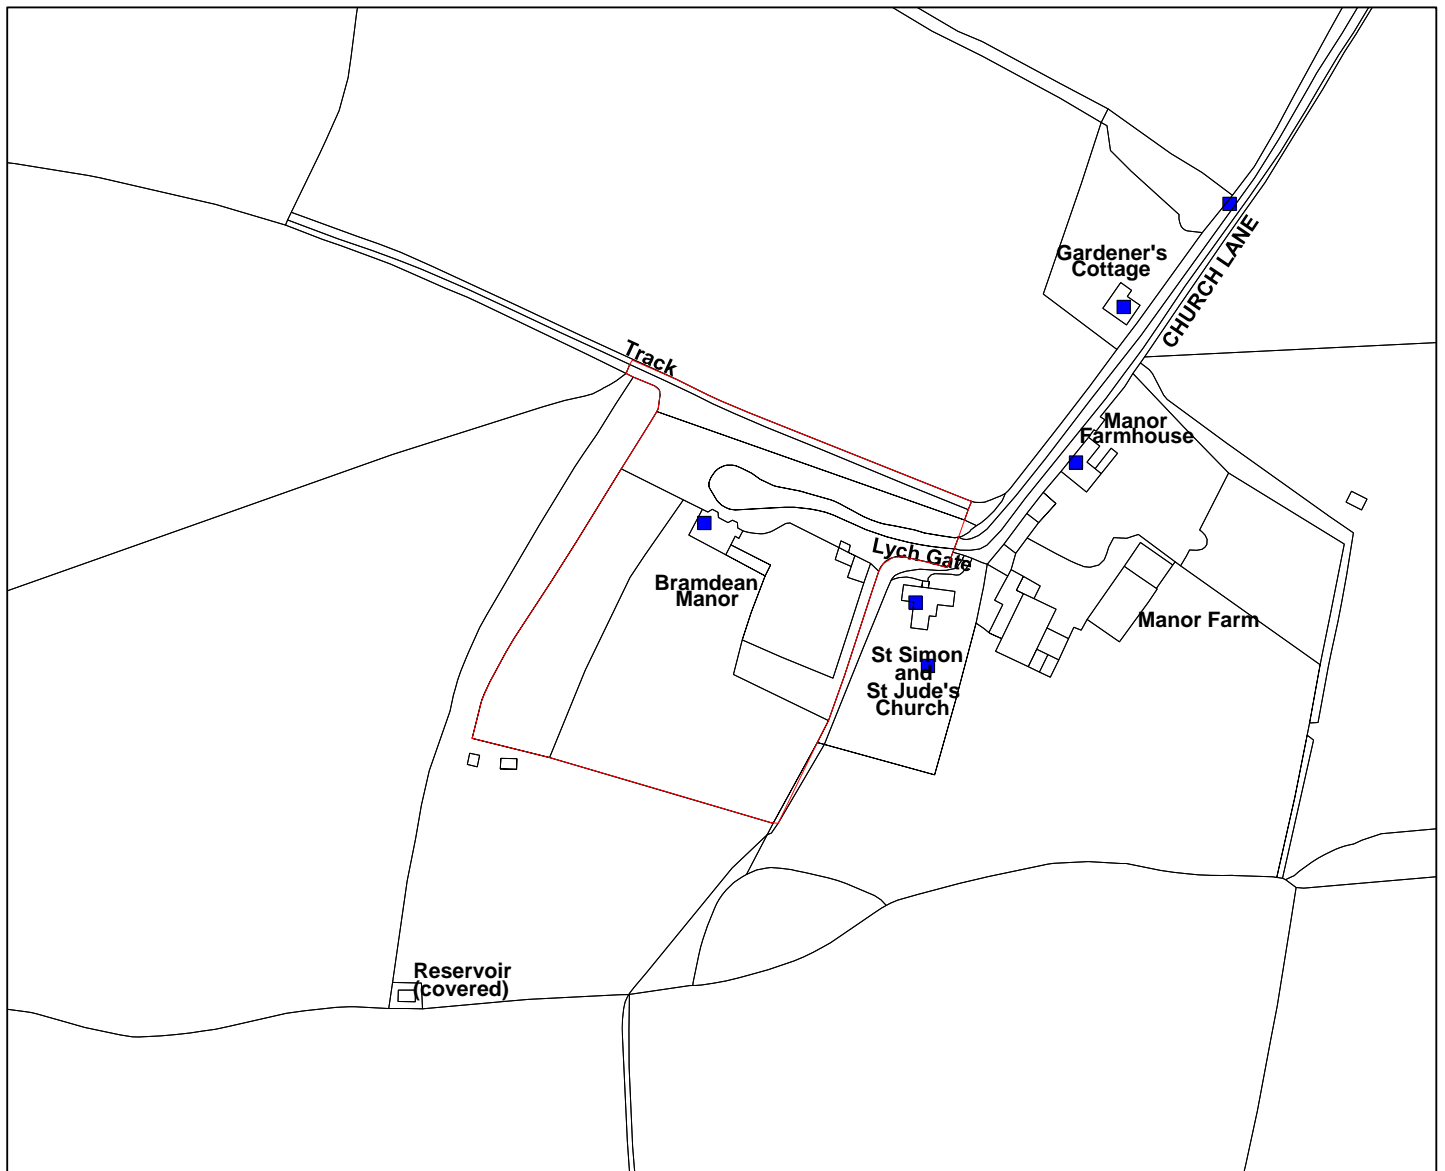 Gardener's
Cottage
CHURCH LANE
Track
Manor
Farmhouse
Lych Gate
Bramdean
Manor
Manor Farm
St Simon
and
St Jude's
Church
Reservoir
(covered)